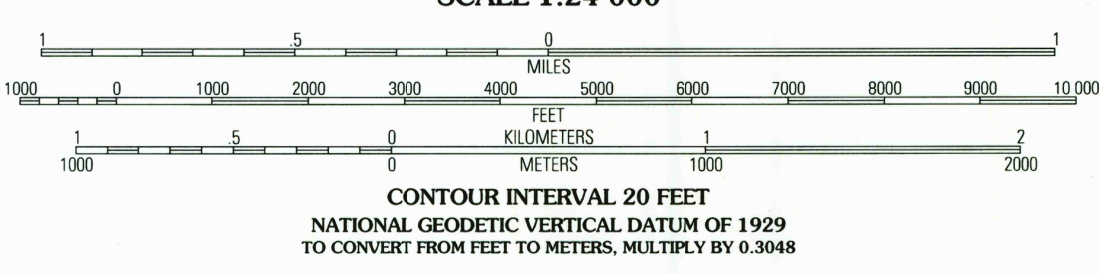 SCALE 1:24 000
1 .5 0 1
MILES
1000 0 1000 2000 3000 4000 5000 6000 7000 8000 9000 10 000
FEET
1 .5 0 KILOMETERS 1 2
1000 0 METERS 1000 2000
CONTOUR INTERVAL 20 FEET
NATIONAL GEODETIC VERTICAL DATUM OF 1929
TO CONVERT FROM FEET TO METERS, MULTIPLY BY 0.3048